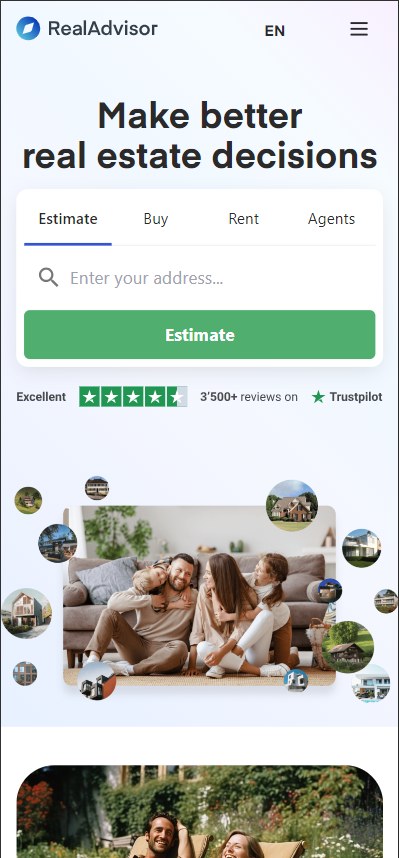 RealAdvisor
EN
Make better
real estate decisions
Estimate Buy Rent Agents
Enter your address...
Estimate
Excellent 3’500+ reviews on Trustpilot